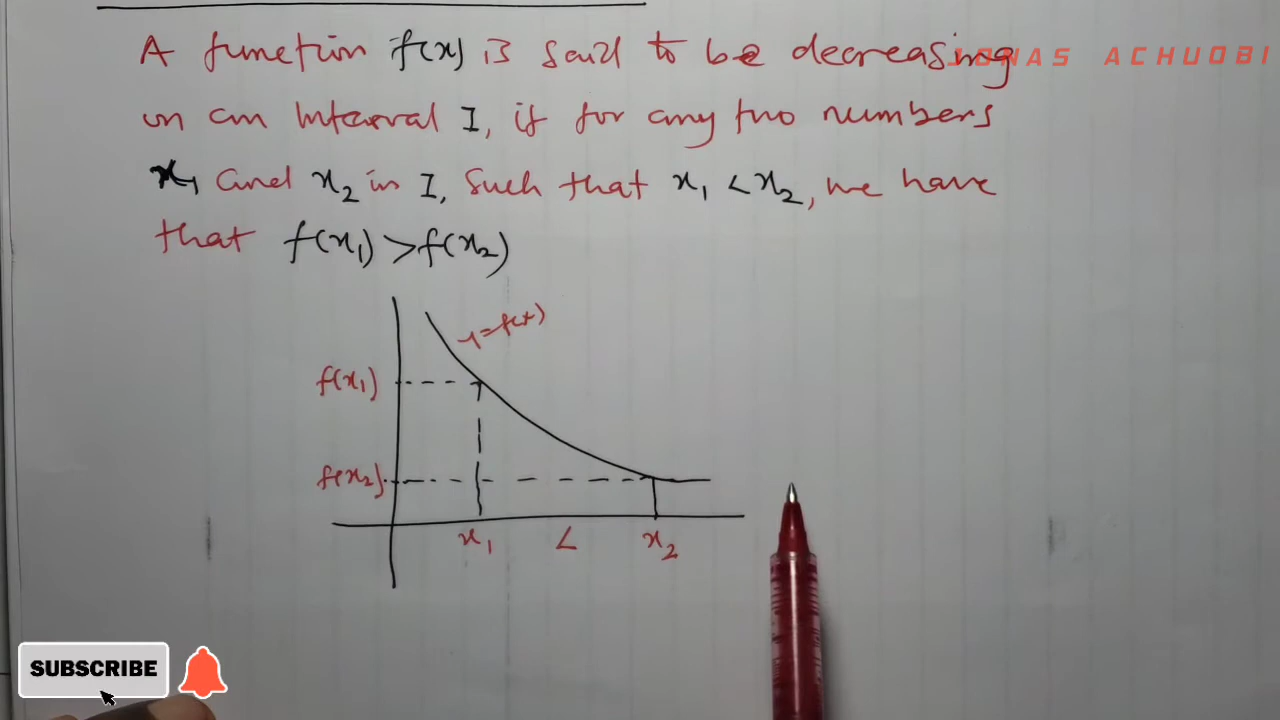 A function f(x) is said to be decreasing
JONAS ACHUOBI
on an Interval I, if for any two numbers
x₁ and x₂ in I, such that x₁ < x₂, we have
that f(x₁) > f(x₂)
y=f(x)
f(x₁)
f(x₂)
x₁ < x₂
SUBSCRIBE